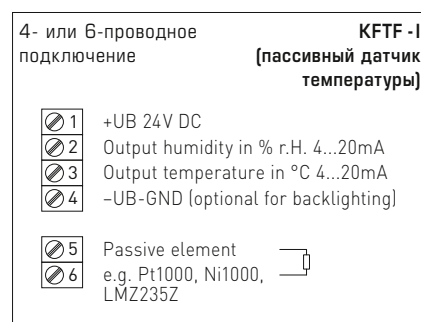 4- или 6-проводное KFTF - I
подключение (пассивный датчик
температуры)
1 +UB 24V DC
2 Output humidity in % r.H. 4...20mA
3 Output temperature in °C 4...20mA
4 –UB-GND (optional for backlighting)
5 Passive element
6 e.g. Pt1000, Ni1000,
LMZ235Z